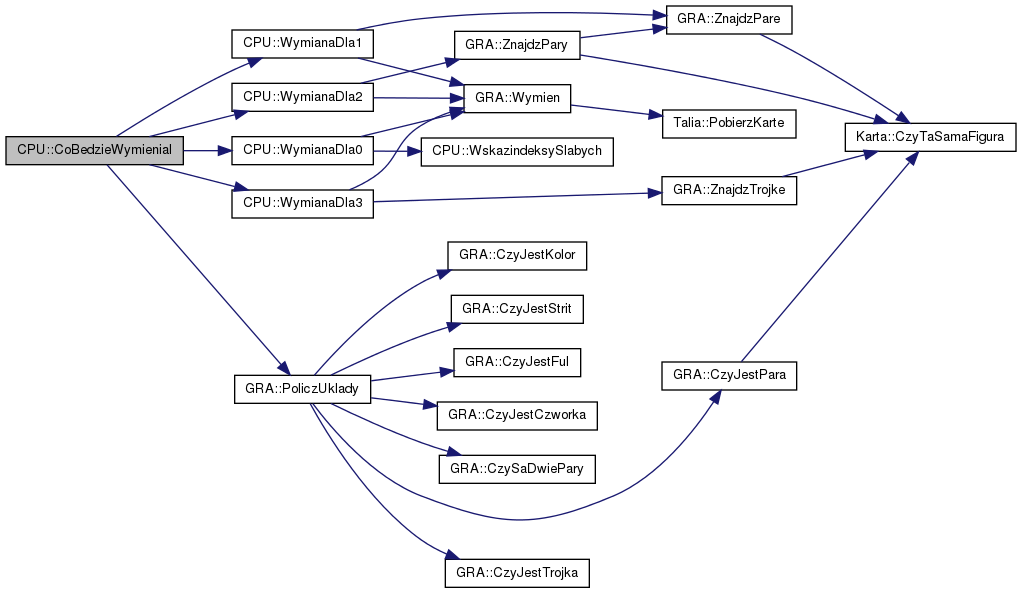 CPU::CoBedzieWymienial
CPU::WymianaDla1
CPU::WymianaDla2
CPU::WymianaDla0
CPU::WymianaDla3
GRA::PoliczUklady
GRA::ZnajdzPary
GRA::Wymien
CPU::WskazindeksySlabych
GRA::CzyJestKolor
GRA::CzyJestStrit
GRA::CzyJestFul
GRA::CzyJestCzworka
GRA::CzySaDwiePary
GRA::CzyJestTrojka
GRA::ZnajdzPare
Talia::PobierzKarte
GRA::ZnajdzTrojke
GRA::CzyJestPara
Karta::CzyTaSamaFigura